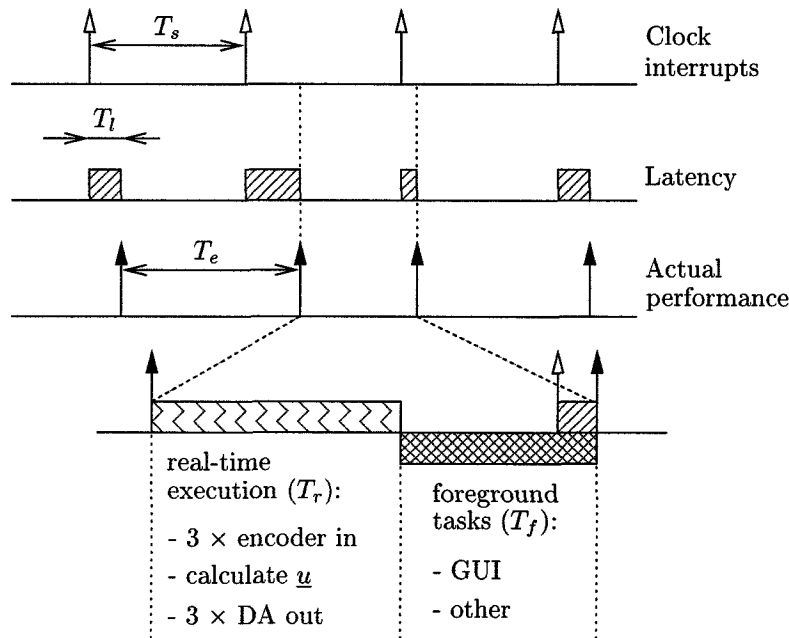 T_s
Clock
interrupts
T_l
Latency
T_e
Actual
performance
real-time
execution (T_r):
- 3 × encoder in
- calculate u
- 3 × DA out
foreground
tasks (T_f):
- GUI
- other